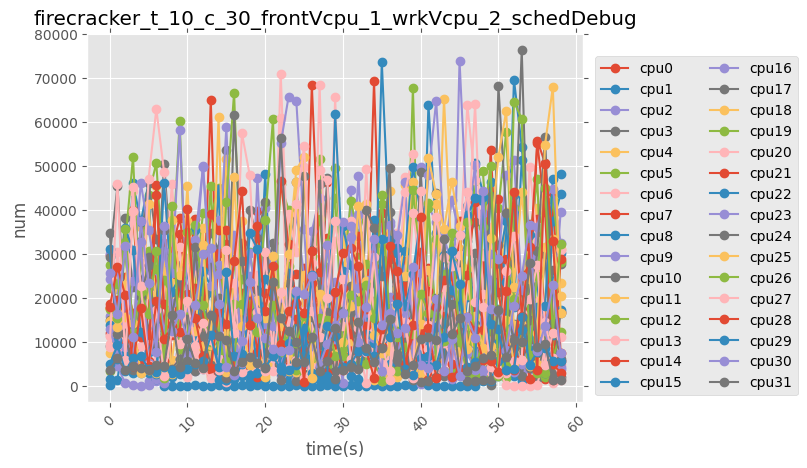 firecracker_t_10_c_30_frontVcpu_1_wrkVcpu_2_schedDebug
80000
70000
60000
50000
40000
30000
20000
10000
0
num
0
10
20
30
40
50
60
time(s)
cpu0
cpu1
cpu2
cpu3
cpu4
cpu5
cpu6
cpu7
cpu8
cpu9
cpu10
cpu11
cpu12
cpu13
cpu14
cpu15
cpu16
cpu17
cpu18
cpu19
cpu20
cpu21
cpu22
cpu23
cpu24
cpu25
cpu26
cpu27
cpu28
cpu29
cpu30
cpu31